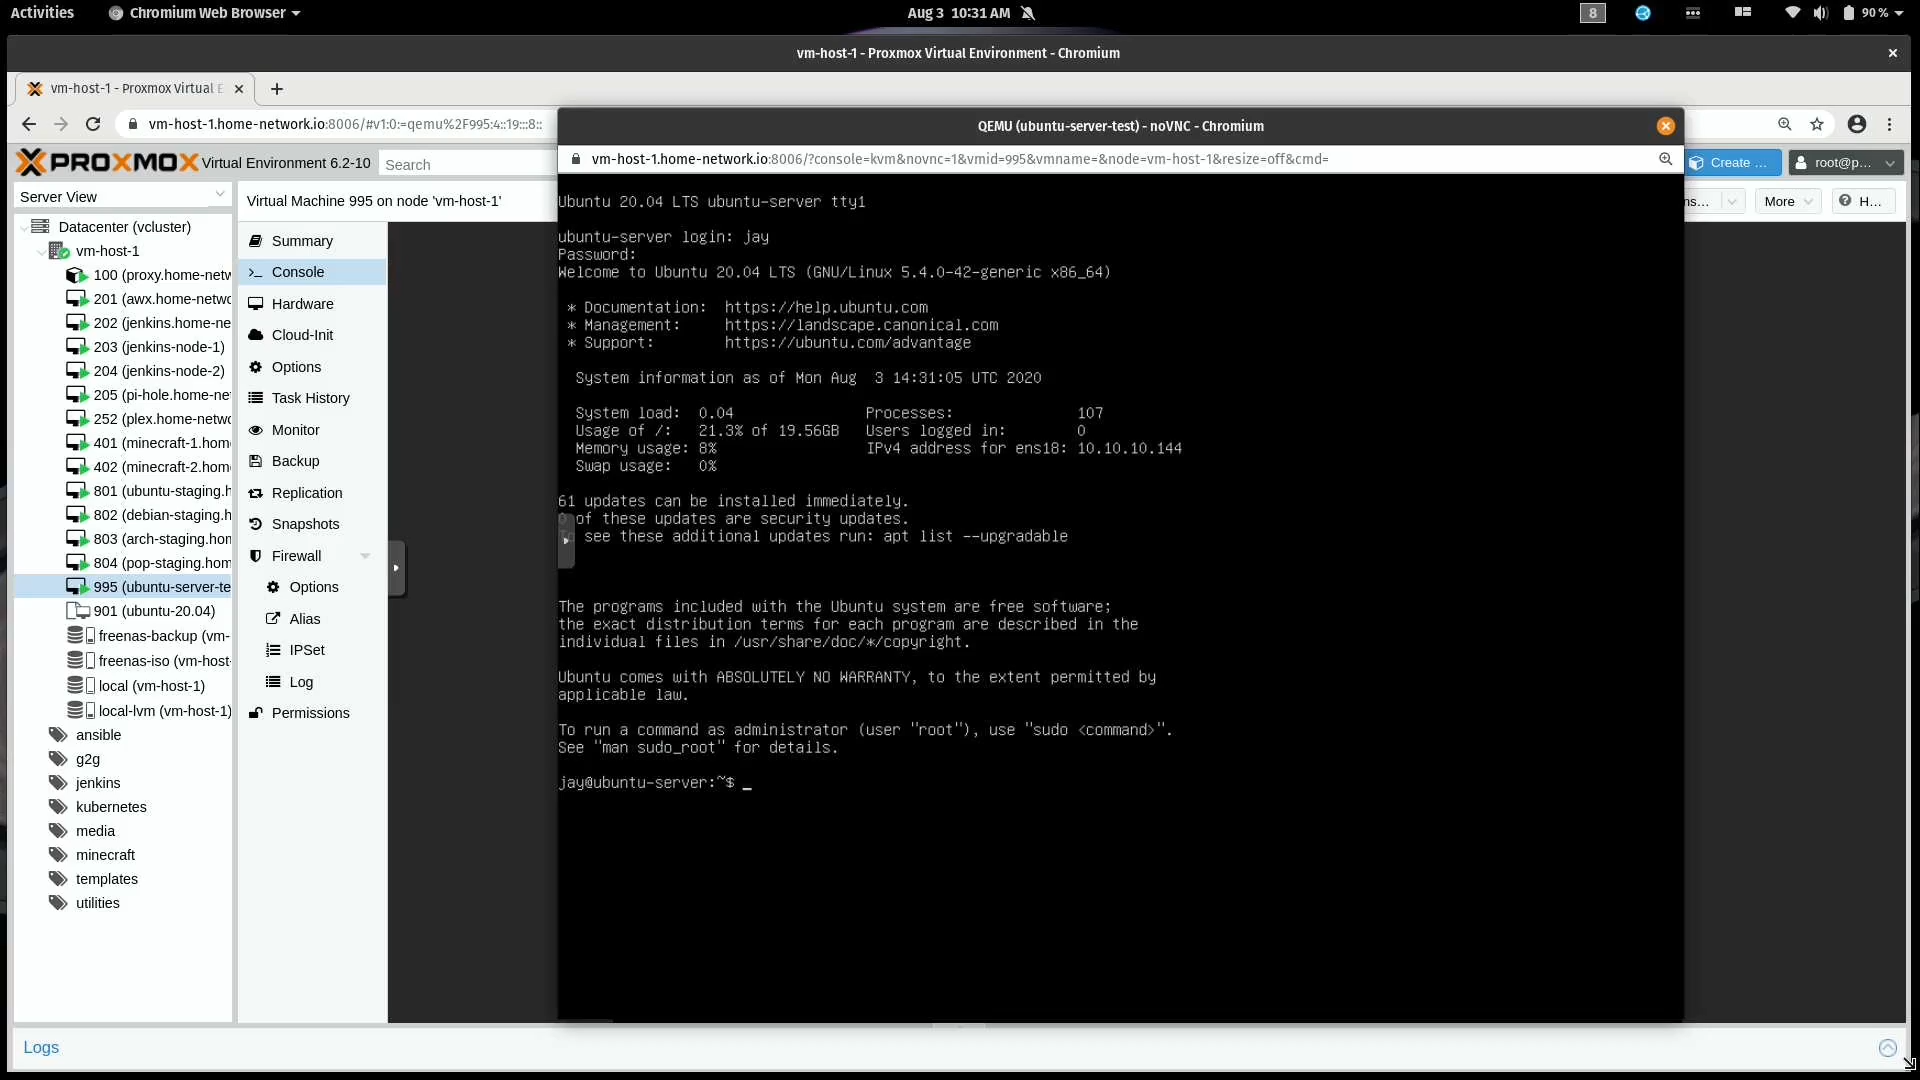 Activities
Chromium Web Browser
Aug 3 10:31 AM
8
90 %
vm-host-1 - Proxmox Virtual Environment - Chromium
vm-host-1 - Proxmox Virtual E
vm-host-1.home-network.io:8006/#v1:0:=qemu%2F995:4::19:::8::
PROXMOX Virtual Environment 6.2-10
Search
Create ...
root@p...
Server View
Datacenter (vcluster)
vm-host-1
100 (proxy.home-netw
201 (awx.home-netwo
202 (jenkins.home-ne
203 (jenkins-node-1)
204 (jenkins-node-2)
205 (pi-hole.home-ne
252 (plex.home-netwo
401 (minecraft-1.hom
402 (minecraft-2.hom
801 (ubuntu-staging.h
802 (debian-staging.h
803 (arch-staging.hom
804 (pop-staging.hom
995 (ubuntu-server-te
901 (ubuntu-20.04)
freenas-backup (vm-
freenas-iso (vm-host-
local (vm-host-1)
local-lvm (vm-host-1)
ansible
g2g
jenkins
kubernetes
media
minecraft
templates
utilities
Virtual Machine 995 on node 'vm-host-1'
ns...
More
H...
Summary
Console
Hardware
Cloud-Init
Options
Task History
Monitor
Backup
Replication
Snapshots
Firewall
Options
Alias
IPSet
Log
Permissions
QEMU (ubuntu-server-test) - noVNC - Chromium
vm-host-1.home-network.io:8006/?console=kvm&novnc=1&vmid=995&vmname=&node=vm-host-1&resize=off&cmd=
Ubuntu 20.04 LTS ubuntu-server tty1
ubuntu-server login: jay
Password:
Welcome to Ubuntu 20.04 LTS (GNU/Linux 5.4.0-42-generic x86_64)
* Documentation: https://help.ubuntu.com
* Management: https://landscape.canonical.com
* Support: https://ubuntu.com/advantage
System information as of Mon Aug 3 14:31:05 UTC 2020
System load: 0.04 Processes: 107
Usage of /: 21.3% of 19.56GB Users logged in: 0
Memory usage: 8% IPv4 address for ens18: 10.10.10.144
Swap usage: 0%
61 updates can be installed immediately.
0 of these updates are security updates.
To see these additional updates run: apt list --upgradable
The programs included with the Ubuntu system are free software;
the exact distribution terms for each program are described in the
individual files in /usr/share/doc/*/copyright.
Ubuntu comes with ABSOLUTELY NO WARRANTY, to the extent permitted by
applicable law.
To run a command as administrator (user "root"), use "sudo <command>".
See "man sudo_root" for details.
jay@ubuntu-server:~$ _
Logs